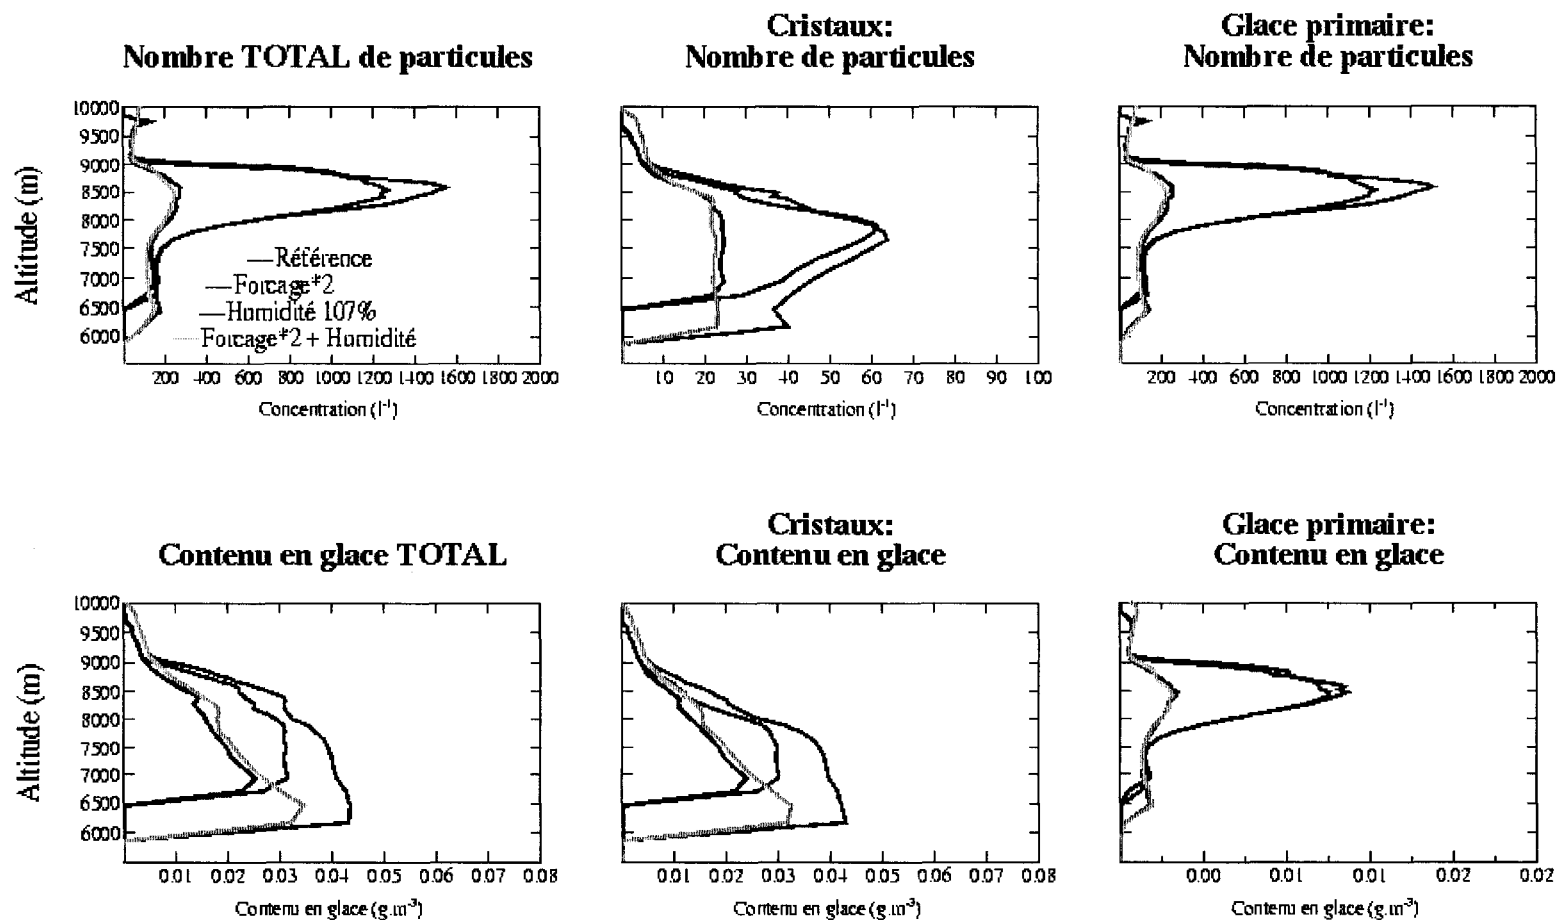 Nombre TOTAL de particules
Altitude (m)
10000
9500
9000
8500
8000
7500
7000
6500
6000
Référence
Forcage*2
Humidité 107%
Forcage*2 + Humidité
200 400 600 800 1000 1200 1400 1600 1800 2000
Concentration (l⁻¹)
Cristaux:
Nombre de particules
10 20 30 40 50 60 70 80 90 100
Concentration (l⁻¹)
Glace primaire:
Nombre de particules
200 400 600 800 1000 1200 1400 1600 1800 2000
Concentration (l⁻¹)
Contenu en glace TOTAL
Altitude (m)
10000
9500
9000
8500
8000
7500
7000
6500
6000
0.01 0.02 0.03 0.04 0.05 0.06 0.07 0.08
Contenu en glace (g.m⁻³)
Cristaux:
Contenu en glace
0.01 0.02 0.03 0.04 0.05 0.06 0.07 0.08
Contenu en glace (g.m⁻³)
Glace primaire:
Contenu en glace
0.00 0.01 0.01 0.02 0.02
Contenu en glace (g.m⁻³)